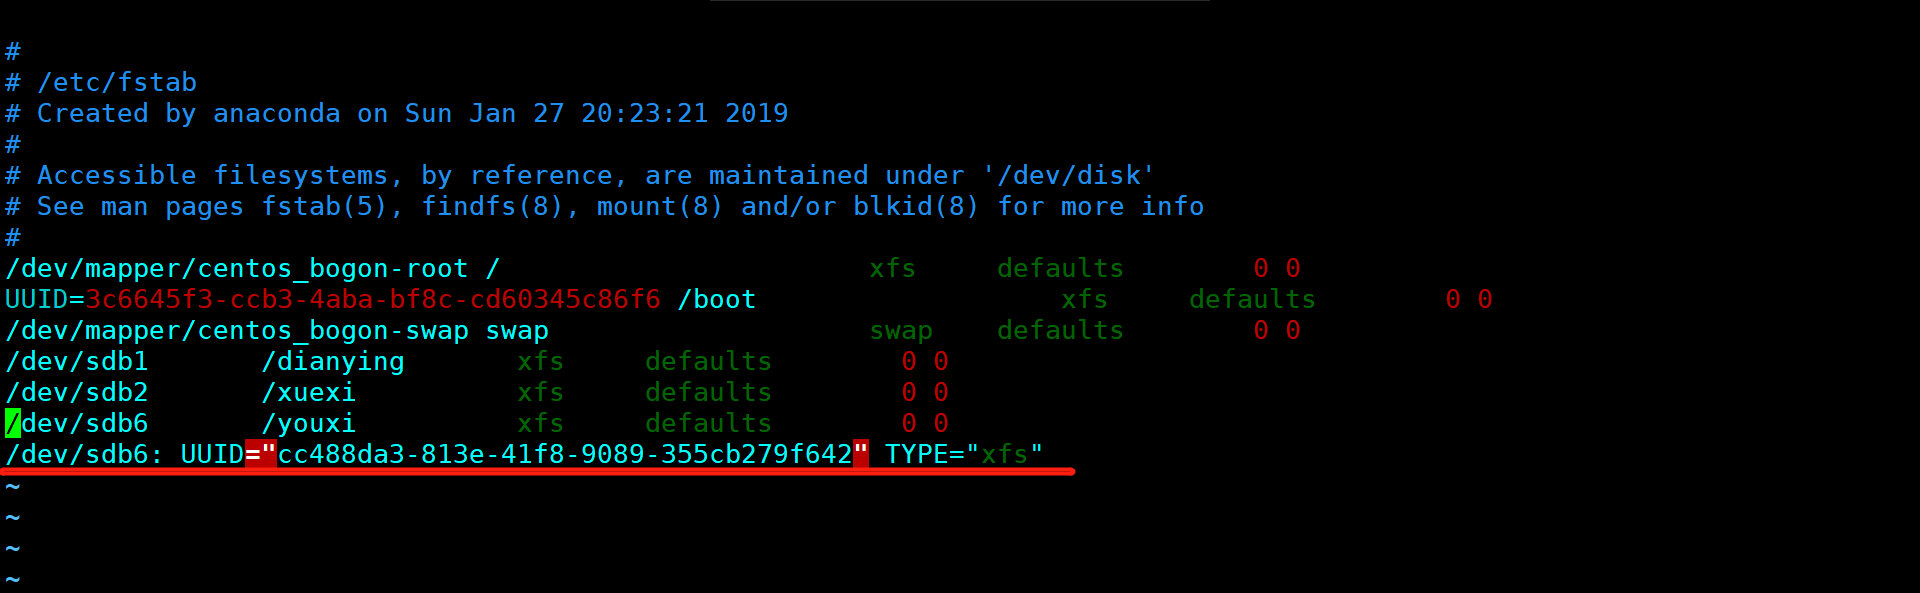 #
# /etc/fstab
# Created by anaconda on Sun Jan 27 20:23:21 2019
#
# Accessible filesystems, by reference, are maintained under '/dev/disk'
# See man pages fstab(5), findfs(8), mount(8) and/or blkid(8) for more info
#
/dev/mapper/centos_bogon-root /                       xfs     defaults        0 0
UUID=3c6645f3-ccb3-4aba-bf8c-cd60345c86f6 /boot                   xfs     defaults        0 0
/dev/mapper/centos_bogon-swap swap                    swap    defaults        0 0
/dev/sdb1       /dianying       xfs     defaults        0 0
/dev/sdb2       /xuexi          xfs     defaults        0 0
/dev/sdb6       /youxi          xfs     defaults        0 0
/dev/sdb6: UUID="cc488da3-813e-41f8-9089-355cb279f642" TYPE="xfs"
~
~
~
~